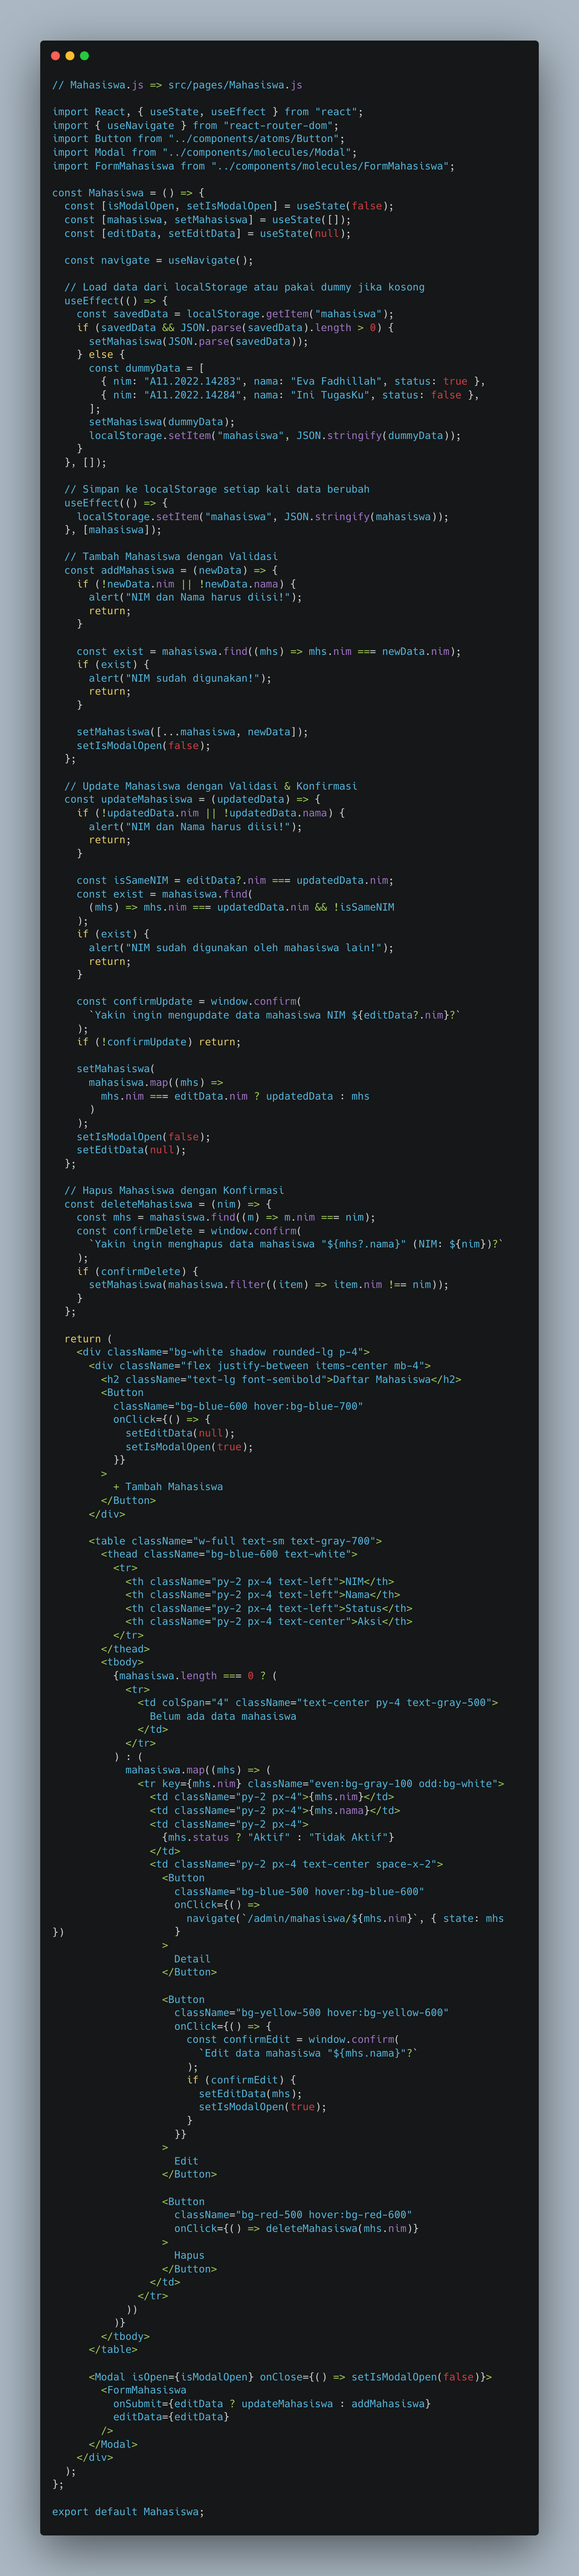 // Mahasiswa.js => src/pages/Mahasiswa.js

import React, { useState, useEffect } from "react";
import { useNavigate } from "react-router-dom";
import Button from "../components/atoms/Button";
import Modal from "../components/molecules/Modal";
import FormMahasiswa from "../components/molecules/FormMahasiswa";

const Mahasiswa = () => {
  const [isModalOpen, setIsModalOpen] = useState(false);
  const [mahasiswa, setMahasiswa] = useState([]);
  const [editData, setEditData] = useState(null);

  const navigate = useNavigate();

  // Load data dari localStorage atau pakai dummy jika kosong
  useEffect(() => {
    const savedData = localStorage.getItem("mahasiswa");
    if (savedData && JSON.parse(savedData).length > 0) {
      setMahasiswa(JSON.parse(savedData));
    } else {
      const dummyData = [
        { nim: "A11.2022.14283", nama: "Eva Fadhillah", status: true },
        { nim: "A11.2022.14284", nama: "Ini TugasKu", status: false },
      ];
      setMahasiswa(dummyData);
      localStorage.setItem("mahasiswa", JSON.stringify(dummyData));
    }
  }, []);

  // Simpan ke localStorage setiap kali data berubah
  useEffect(() => {
    localStorage.setItem("mahasiswa", JSON.stringify(mahasiswa));
  }, [mahasiswa]);

  // Tambah Mahasiswa dengan Validasi
  const addMahasiswa = (newData) => {
    if (!newData.nim || !newData.nama) {
      alert("NIM dan Nama harus diisi!");
      return;
    }

    const exist = mahasiswa.find((mhs) => mhs.nim === newData.nim);
    if (exist) {
      alert("NIM sudah digunakan!");
      return;
    }

    setMahasiswa([...mahasiswa, newData]);
    setIsModalOpen(false);
  };

  // Update Mahasiswa dengan Validasi & Konfirmasi
  const updateMahasiswa = (updatedData) => {
    if (!updatedData.nim || !updatedData.nama) {
      alert("NIM dan Nama harus diisi!");
      return;
    }

    const isSameNIM = editData?.nim === updatedData.nim;
    const exist = mahasiswa.find(
      (mhs) => mhs.nim === updatedData.nim && !isSameNIM
    );
    if (exist) {
      alert("NIM sudah digunakan oleh mahasiswa lain!");
      return;
    }

    const confirmUpdate = window.confirm(
      `Yakin ingin mengupdate data mahasiswa NIM ${editData?.nim}?`
    );
    if (!confirmUpdate) return;

    setMahasiswa(
      mahasiswa.map((mhs) =>
        mhs.nim === editData.nim ? updatedData : mhs
      )
    );
    setIsModalOpen(false);
    setEditData(null);
  };

  // Hapus Mahasiswa dengan Konfirmasi
  const deleteMahasiswa = (nim) => {
    const mhs = mahasiswa.find((m) => m.nim === nim);
    const confirmDelete = window.confirm(
      `Yakin ingin menghapus data mahasiswa "${mhs?.nama}" (NIM: ${nim})?`
    );
    if (confirmDelete) {
      setMahasiswa(mahasiswa.filter((item) => item.nim !== nim));
    }
  };

  return (
    <div className="bg-white shadow rounded-lg p-4">
      <div className="flex justify-between items-center mb-4">
        <h2 className="text-lg font-semibold">Daftar Mahasiswa</h2>
        <Button
          className="bg-blue-600 hover:bg-blue-700"
          onClick={() => {
            setEditData(null);
            setIsModalOpen(true);
          }}
        >
          + Tambah Mahasiswa
        </Button>
      </div>

      <table className="w-full text-sm text-gray-700">
        <thead className="bg-blue-600 text-white">
          <tr>
            <th className="py-2 px-4 text-left">NIM</th>
            <th className="py-2 px-4 text-left">Nama</th>
            <th className="py-2 px-4 text-left">Status</th>
            <th className="py-2 px-4 text-center">Aksi</th>
          </tr>
        </thead>
        <tbody>
          {mahasiswa.length === 0 ? (
            <tr>
              <td colSpan="4" className="text-center py-4 text-gray-500">
                Belum ada data mahasiswa
              </td>
            </tr>
          ) : (
            mahasiswa.map((mhs) => (
              <tr key={mhs.nim} className="even:bg-gray-100 odd:bg-white">
                <td className="py-2 px-4">{mhs.nim}</td>
                <td className="py-2 px-4">{mhs.nama}</td>
                <td className="py-2 px-4">
                  {mhs.status ? "Aktif" : "Tidak Aktif"}
                </td>
                <td className="py-2 px-4 text-center space-x-2">
                  <Button
                    className="bg-blue-500 hover:bg-blue-600"
                    onClick={() =>
                      navigate(`/admin/mahasiswa/${mhs.nim}`, { state: mhs
})                  }
                  >
                    Detail
                  </Button>

                  <Button
                    className="bg-yellow-500 hover:bg-yellow-600"
                    onClick={() => {
                      const confirmEdit = window.confirm(
                        `Edit data mahasiswa "${mhs.nama}"?`
                      );
                      if (confirmEdit) {
                        setEditData(mhs);
                        setIsModalOpen(true);
                      }
                    }}
                  >
                    Edit
                  </Button>

                  <Button
                    className="bg-red-500 hover:bg-red-600"
                    onClick={() => deleteMahasiswa(mhs.nim)}
                  >
                    Hapus
                  </Button>
                </td>
              </tr>
            ))
          )}
        </tbody>
      </table>

      <Modal isOpen={isModalOpen} onClose={() => setIsModalOpen(false)}>
        <FormMahasiswa
          onSubmit={editData ? updateMahasiswa : addMahasiswa}
          editData={editData}
        />
      </Modal>
    </div>
  );
};

export default Mahasiswa;